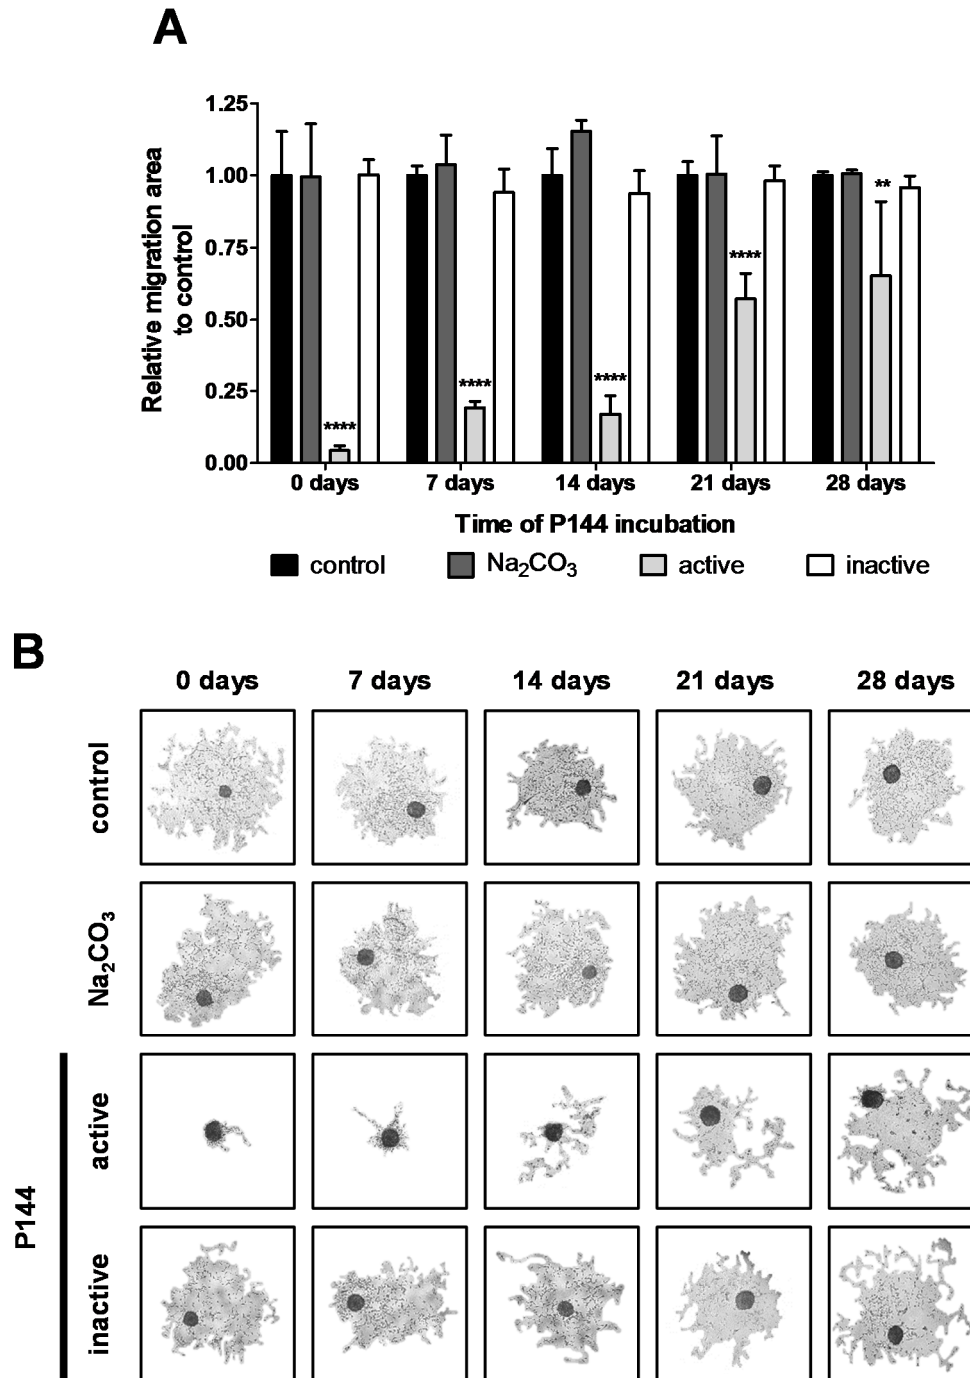 A
Relative migration area
to control
1.25
1.00
0.75
0.50
0.25
0.00
****
****
****
****
**
0 days 7 days 14 days 21 days 28 days
Time of P144 incubation
control Na₂CO₃ active inactive
B
0 days 7 days 14 days 21 days 28 days
control
Na₂CO₃
P144
active
inactive